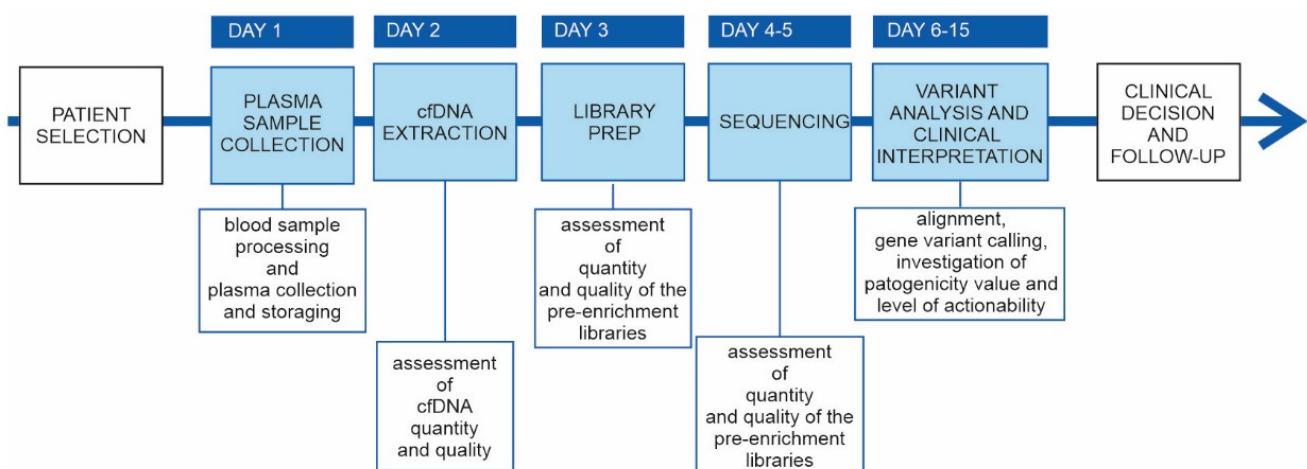 DAY 1
DAY 2
DAY 3
DAY 4-5
DAY 6-15
PATIENT
SELECTION
PLASMA
SAMPLE
COLLECTION
cfDNA
EXTRACTION
LIBRARY
PREP
SEQUENCING
VARIANT
ANALYSIS AND
CLINICAL
INTERPRETATION
CLINICAL
DECISION
AND
FOLLOW-UP
blood sample
processing
and
plasma collection
and storaging
assessment
of
cfDNA
quantity
and quality
assessment
of
quantity
and quality of the
pre-enrichment
libraries
assessment
of
quantity
and quality of the
pre-enrichment
libraries
alignment,
gene variant calling,
investigation of
patogenicity value and
level of actionability